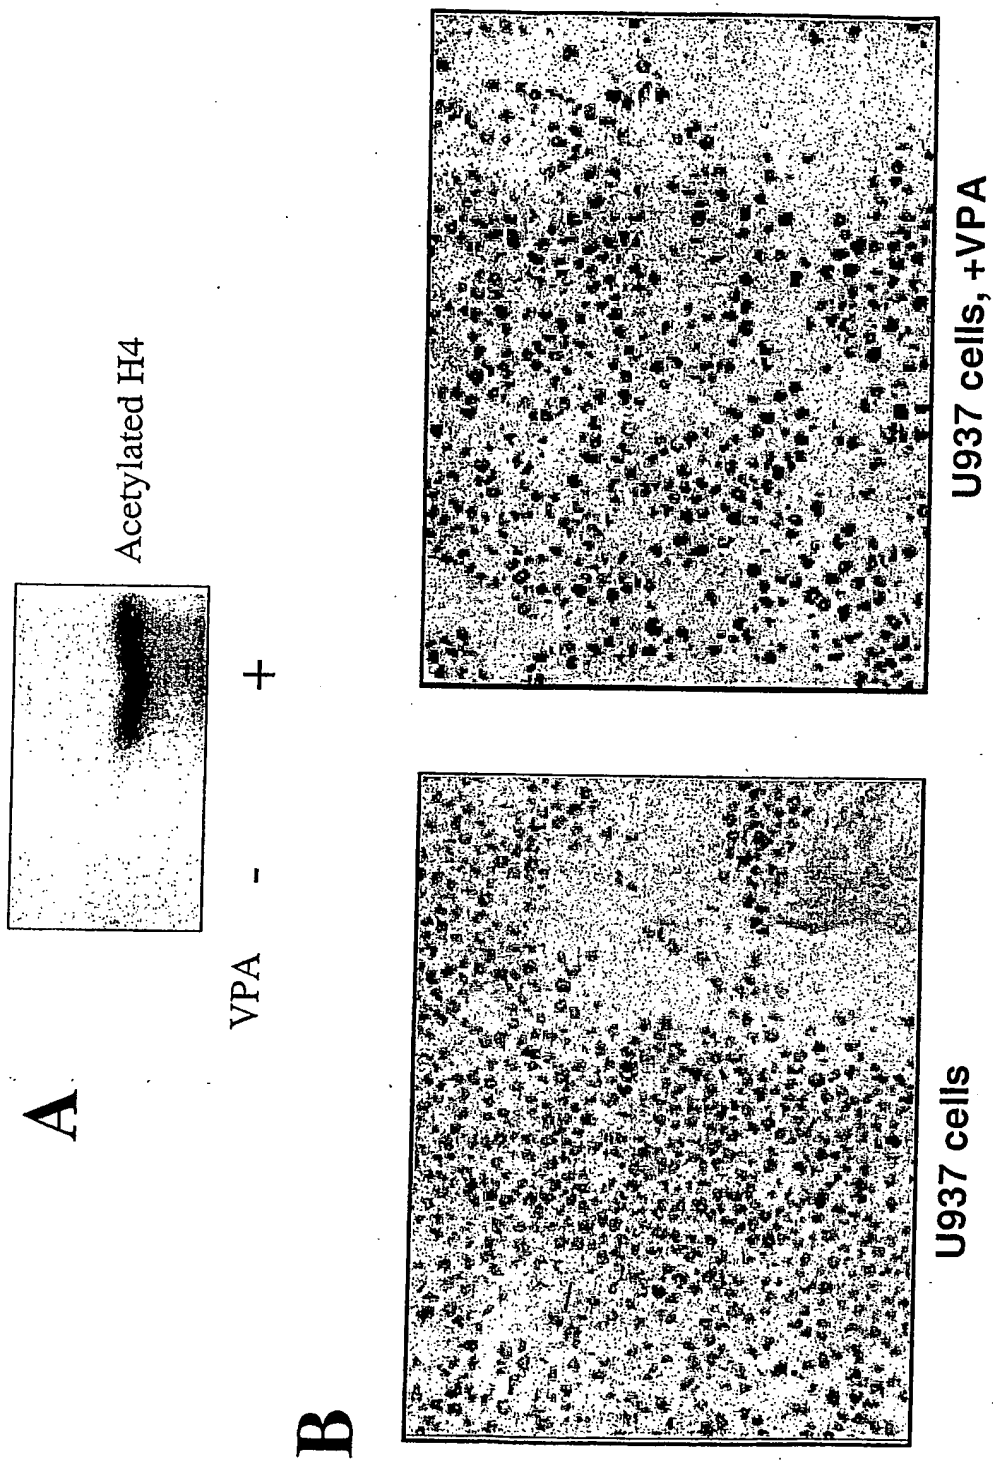 A
Acetylated H4
VPA - +
B
U937 cells
U937 cells, +VPA